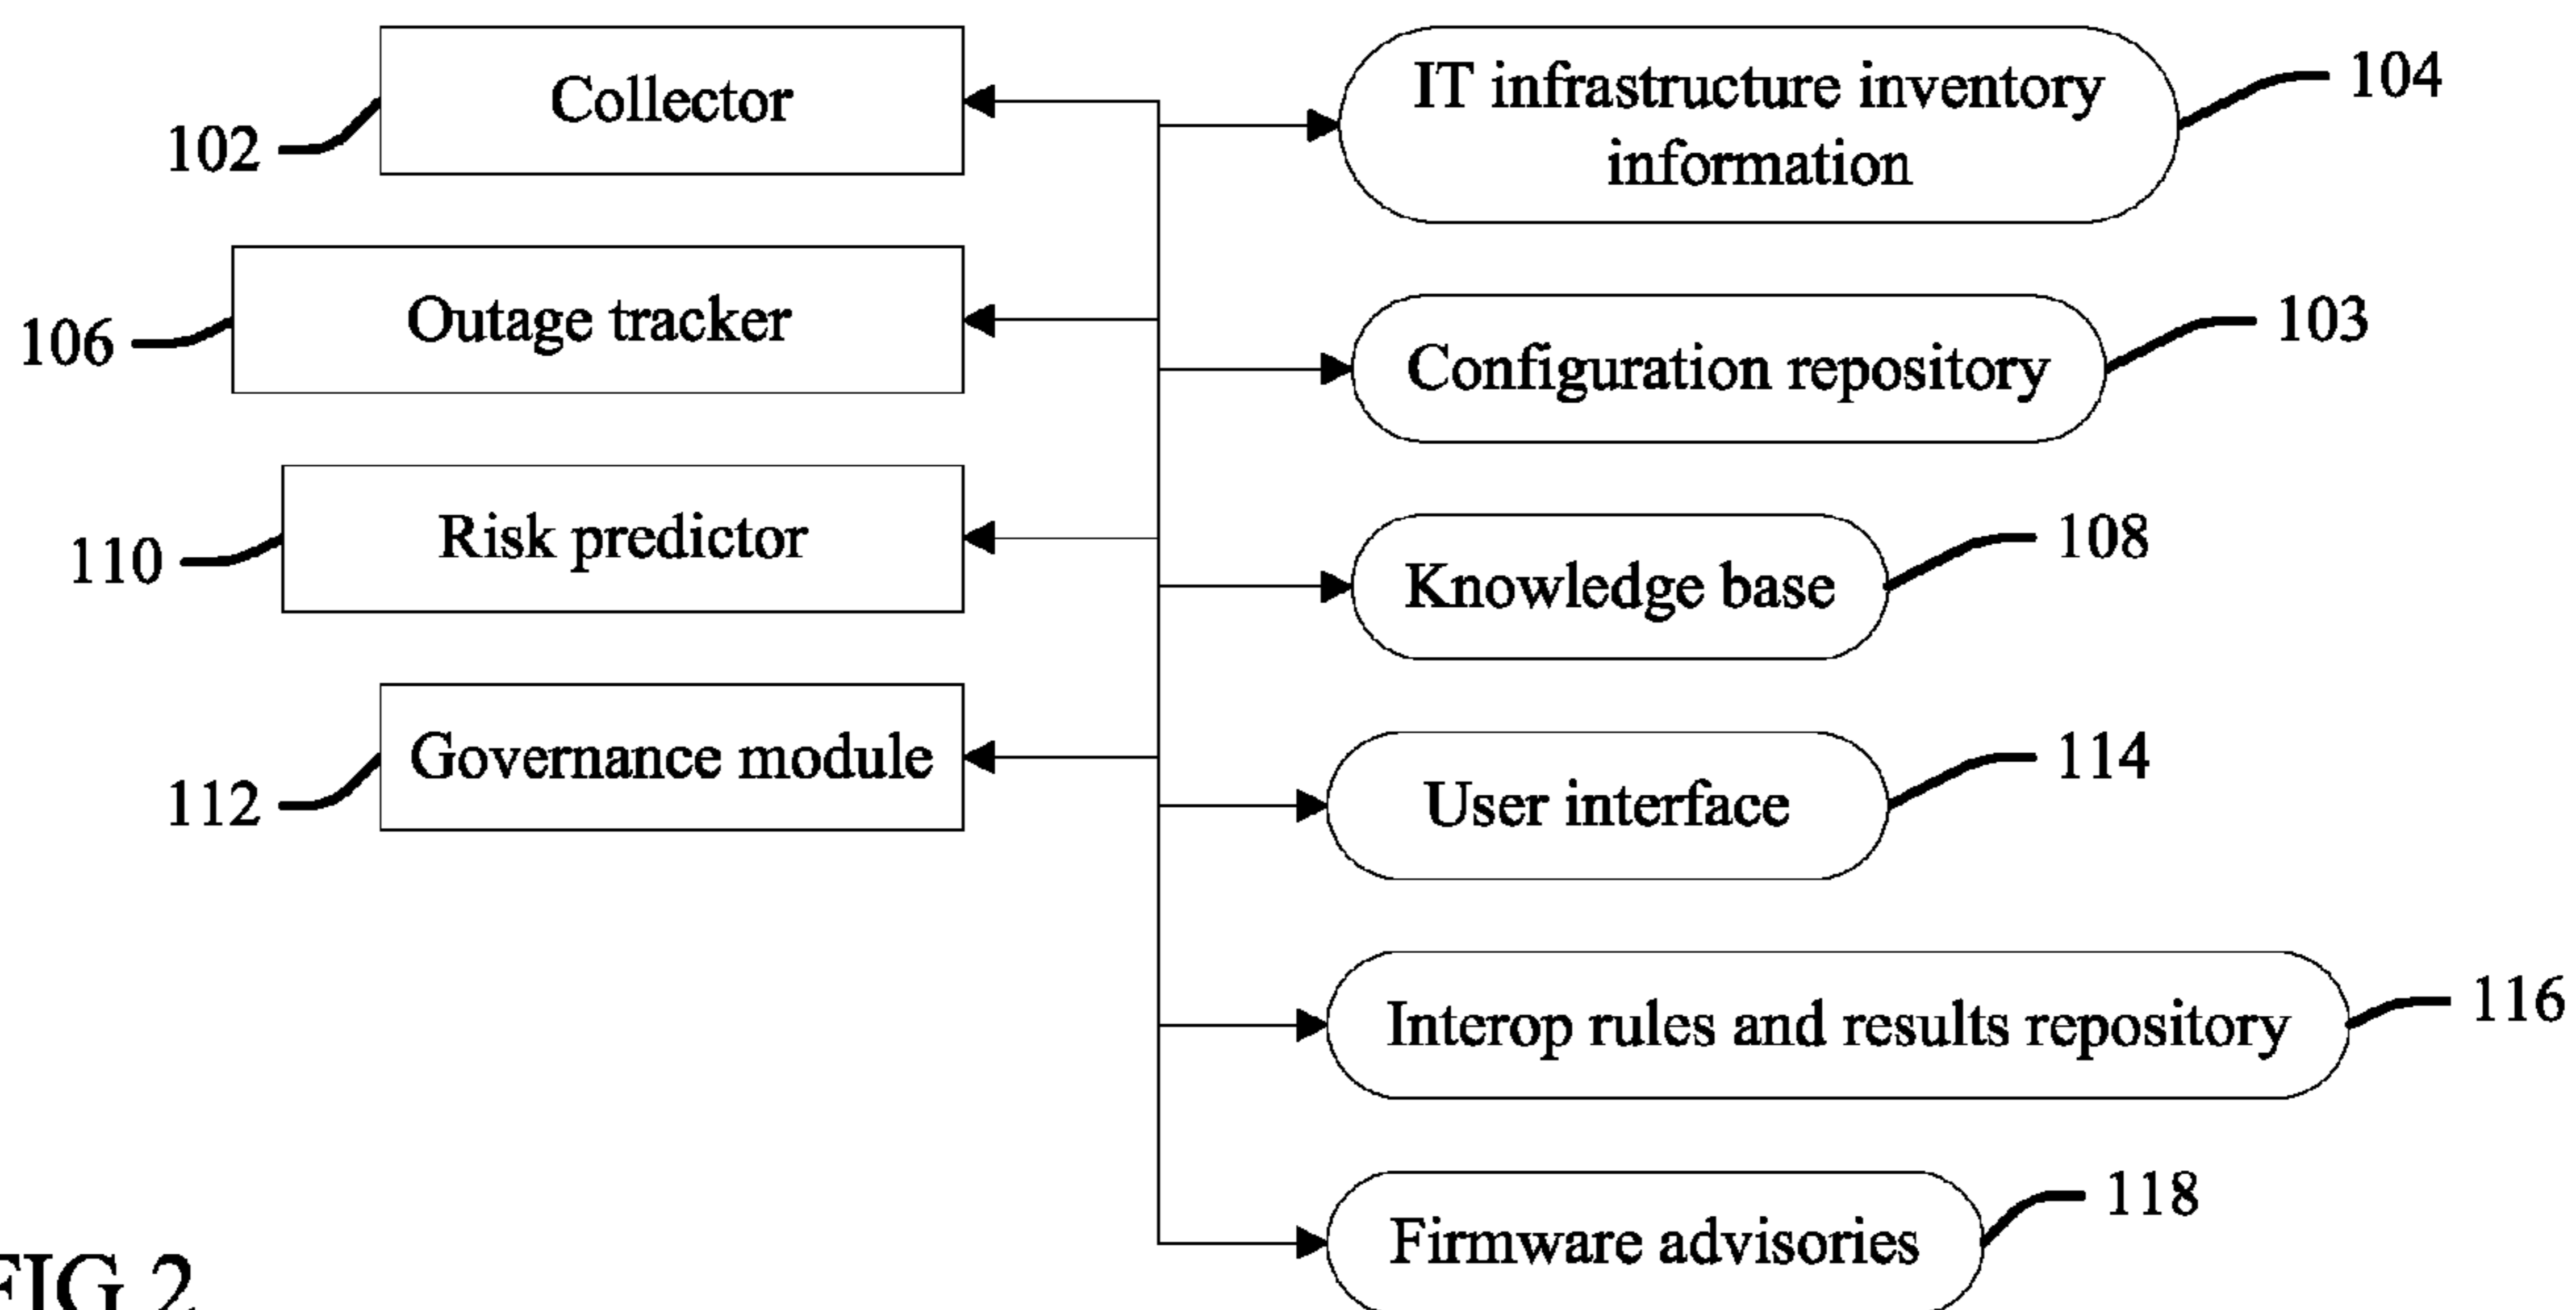 Collector
102
IT infrastructure inventory
information
104
Outage tracker
106
Configuration repository
103
Risk predictor
110
Knowledge base
108
Governance module
112
User interface
114
Interop rules and results repository
116
Firmware advisories
118
FIG 2